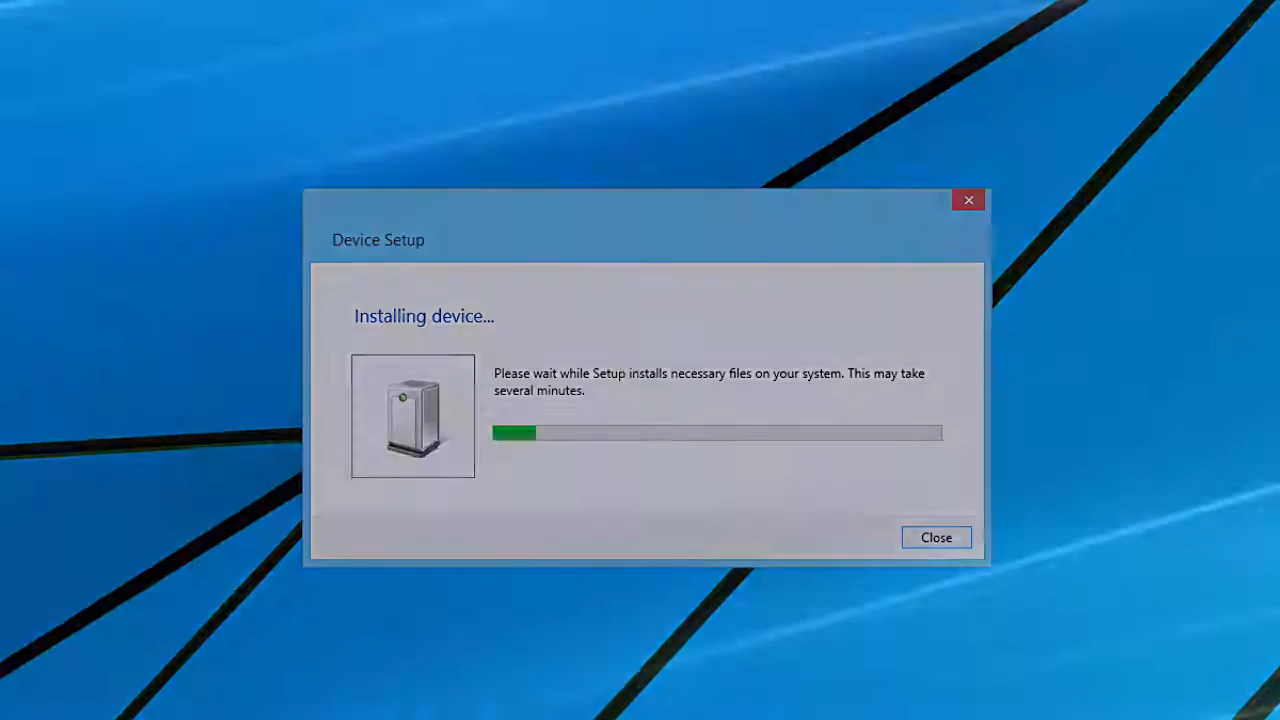 Device Setup
Installing device...
Please wait while Setup installs necessary files on your system. This may take
several minutes.
Close